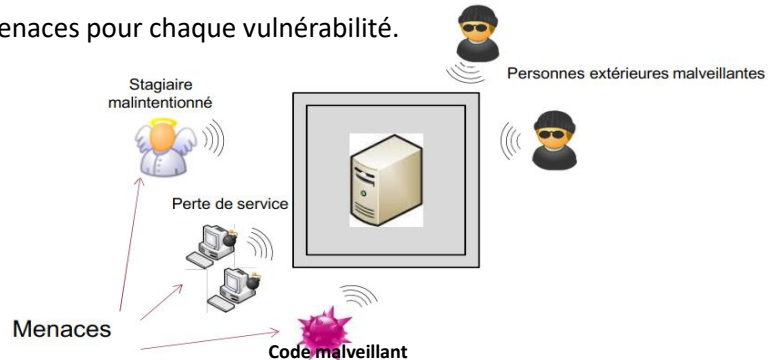 enaces pour chaque vulnérabilité.
Stagiaire
malintentionné
Personnes extérieures malveillantes
Perte de service
Menaces
Code malveillant